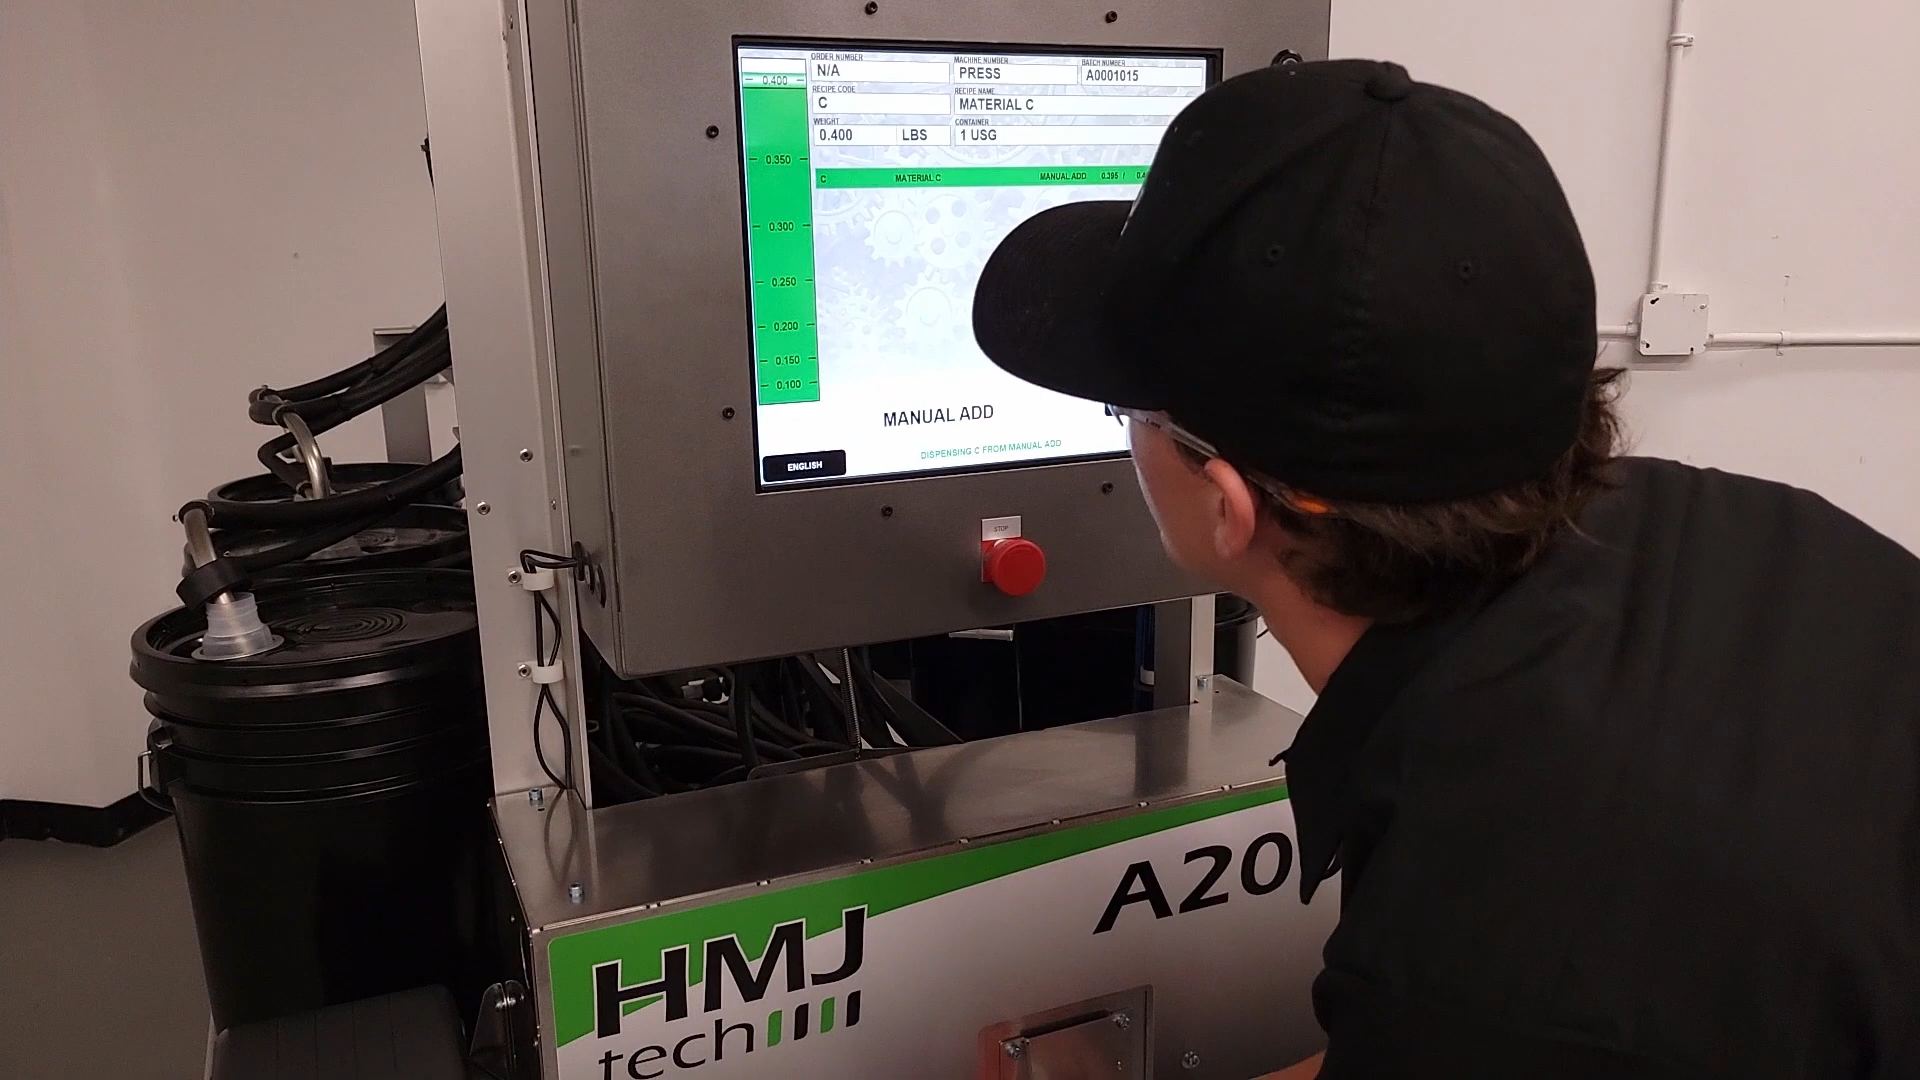 ORDER NUMBER MACHINE NUMBER BATCH NUMBER
N/A PRESS A0001015
RECIPE CODE RECIPE NAME
C MATERIAL C
WEIGHT CONTAINER
0.400 LBS 1 USG
C MATERIAL C MANUAL ADD 0.395 /
0.400
0.350
0.300
0.250
0.200
0.150
0.100
MANUAL ADD
DISPENSING C FROM MANUAL ADD
ENGLISH
STOP
A20
HMJ
tech